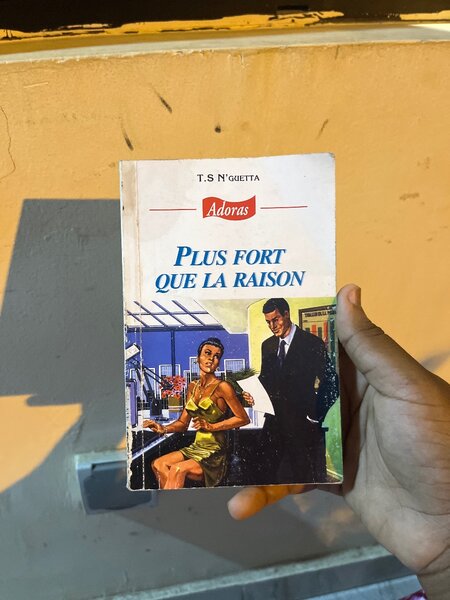 T.S N'GUETTA
Adoras
PLUS FORT
QUE LA RAISON